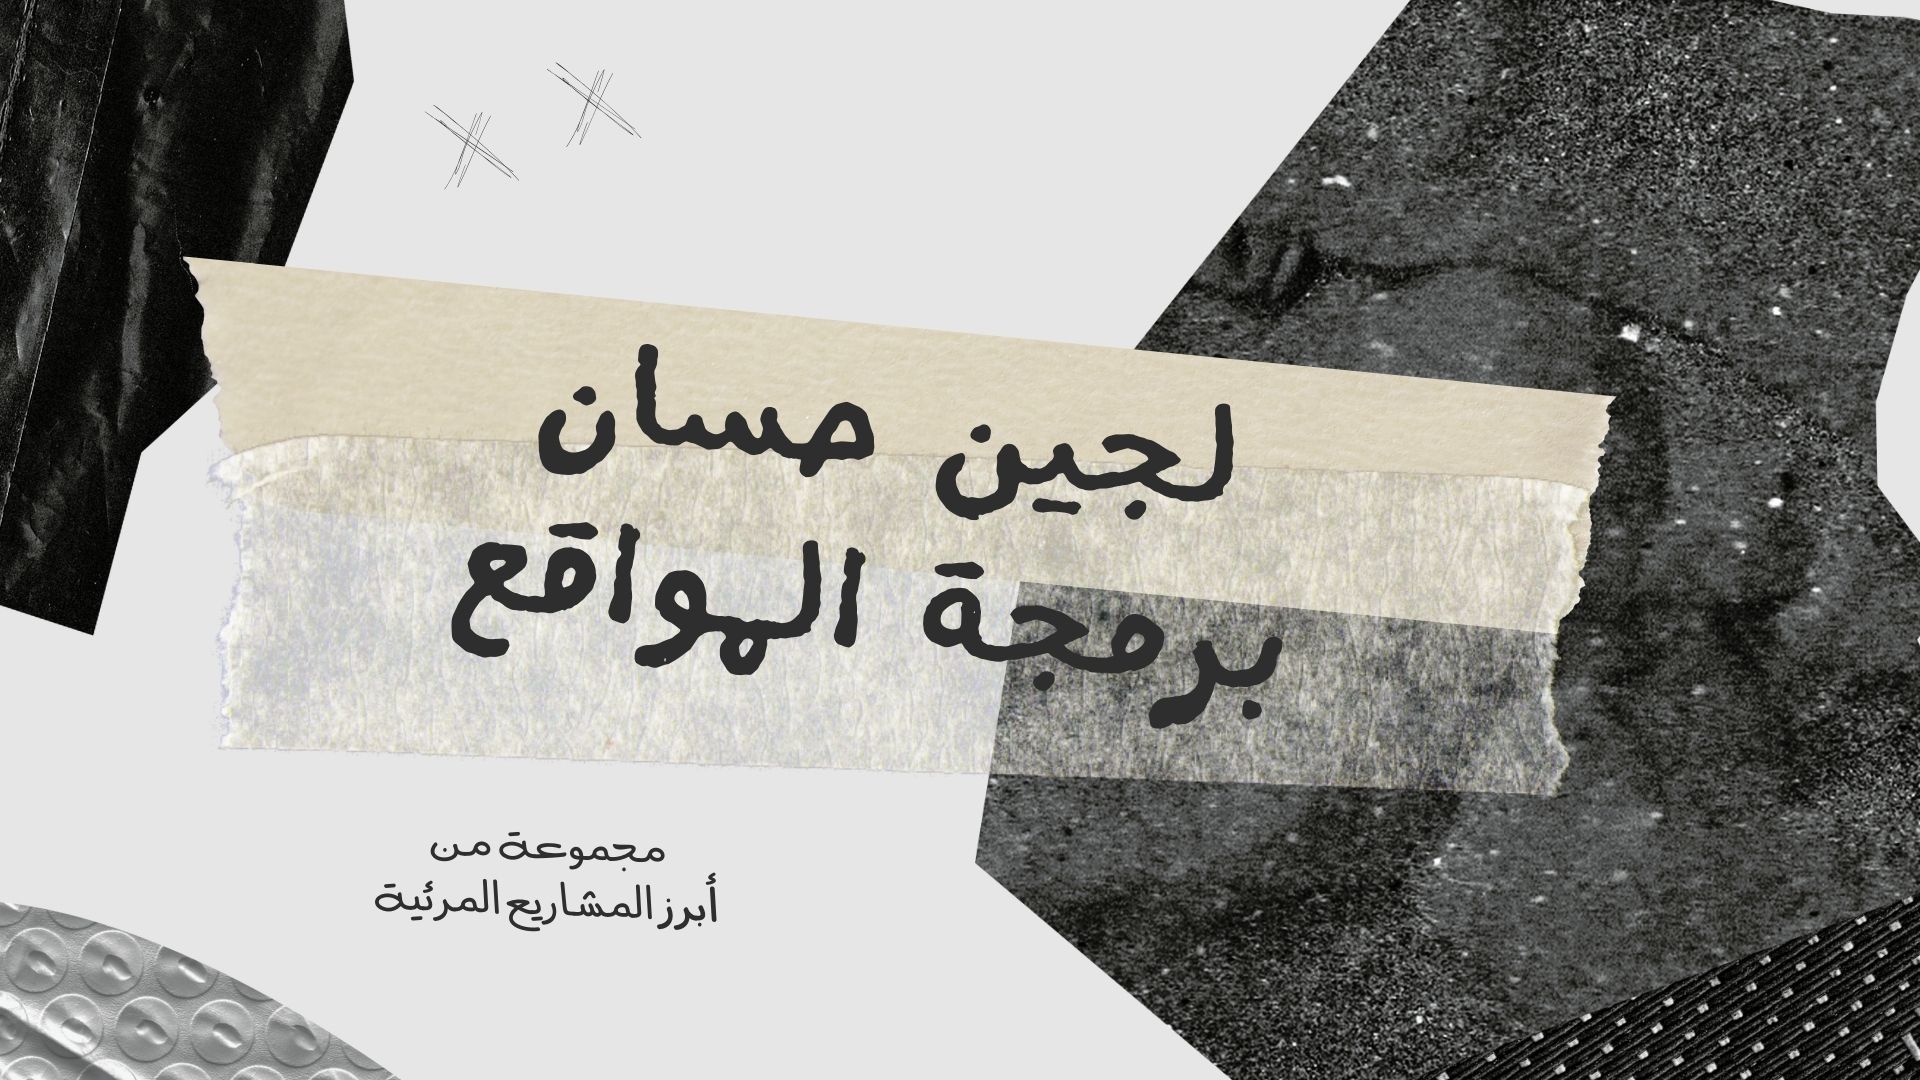 لجين حسان
برمجة المواقع
مجموعة من
أبرز المشاريع المرئية